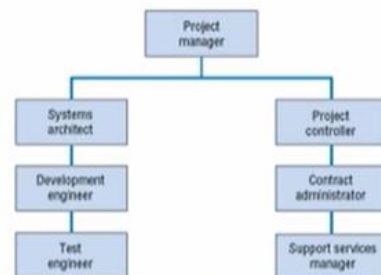 Project
manager
Systems
architect
Project
controller
Development
engineer
Contract
administrator
Test
engineer
Support services
manager